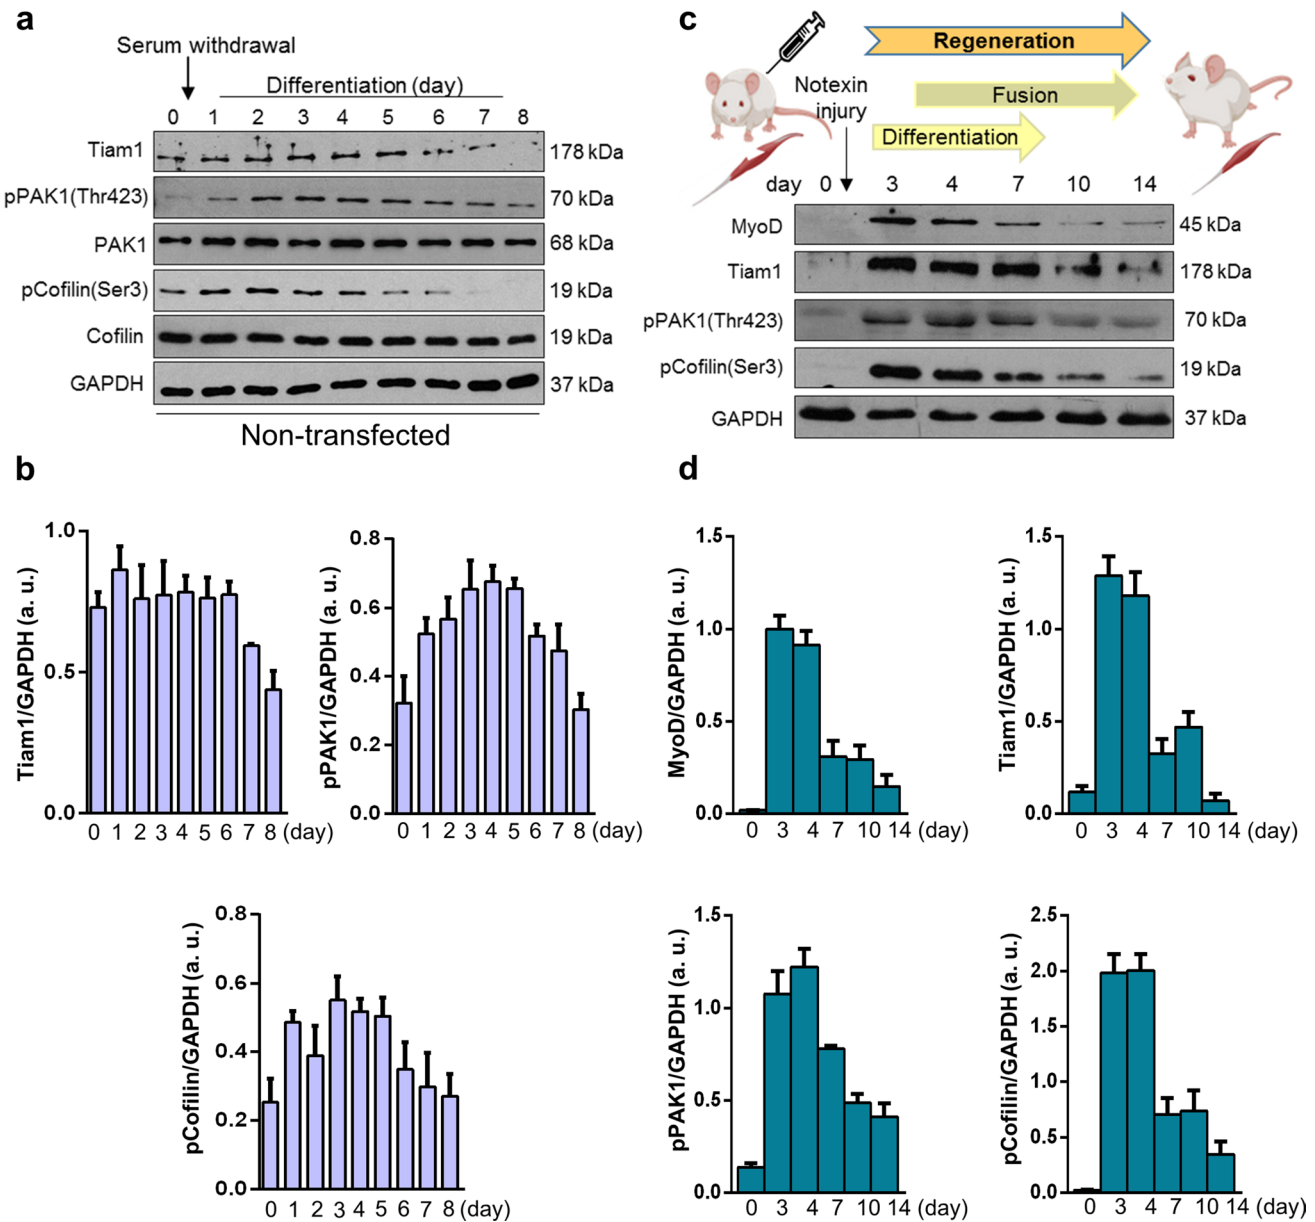 a
Serum withdrawal
Differentiation (day)
0 1 2 3 4 5 6 7 8
Tiam1 178 kDa
pPAK1(Thr423) 70 kDa
PAK1 68 kDa
pCofilin(Ser3) 19 kDa
Cofilin 19 kDa
GAPDH 37 kDa
Non-transfected
c
Regeneration
Notexin
injury
Fusion
Differentiation
day 0 3 4 7 10 14
MyoD 45 kDa
Tiam1 178 kDa
pPAK1(Thr423) 70 kDa
pCofilin(Ser3) 19 kDa
GAPDH 37 kDa
b
Tiam1/GAPDH (a. u.)
1.0
0.5
0.0
0 1 2 3 4 5 6 7 8 (day)
pPAK1/GAPDH (a. u.)
0.8
0.6
0.4
0.2
0.0
0 1 2 3 4 5 6 7 8 (day)
pCofilin/GAPDH (a. u.)
0.8
0.6
0.4
0.2
0.0
0 1 2 3 4 5 6 7 8 (day)
d
MyoD/GAPDH (a. u.)
1.5
1.0
0.5
0.0
0 3 4 7 10 14 (day)
Tiam1/GAPDH (a. u.)
1.5
1.0
0.5
0.0
0 3 4 7 10 14 (day)
pPAK1/GAPDH (a. u.)
1.5
1.0
0.5
0.0
0 3 4 7 10 14 (day)
pCofilin/GAPDH (a. u.)
2.5
2.0
1.5
1.0
0.5
0.0
0 3 4 7 10 14 (day)